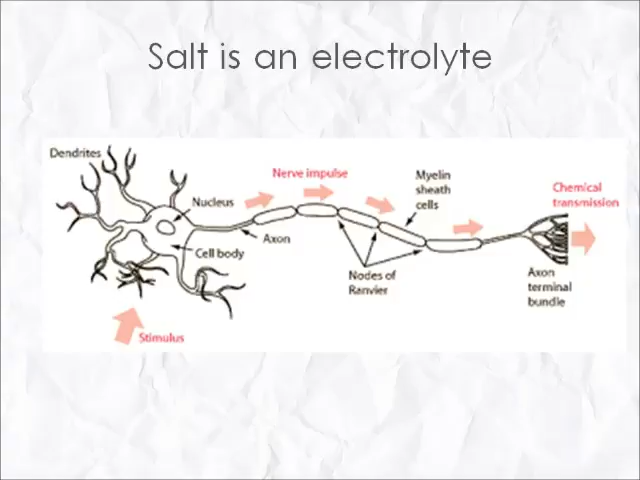 Salt is an electrolyte
Dendrites
Nerve impulse
Myelin
sheath
cells
Chemical
transmission
Nucleus
Axon
Cell body
Nodes of
Ranvier
Axon
terminal
bundle
Stimulus